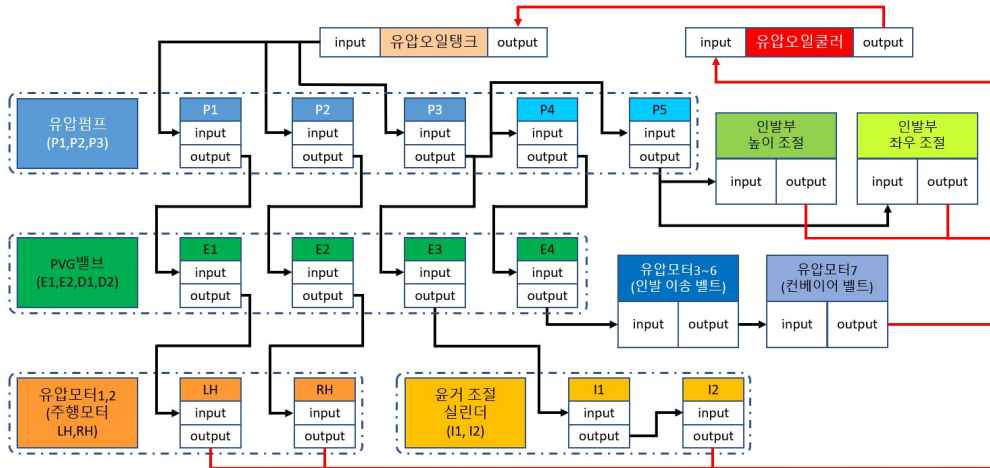 input 유압오일탱크 output
input 유압오일쿨러 output
유압펌프
(P1,P2,P3)
P1
input
output
P2
input
output
P3
input
output
P4
input
output
P5
input
output
인발부
높이 조절
input output
인발부
좌우 조절
input output
PVG밸브
(E1,E2,D1,D2)
E1
input
output
E2
input
output
E3
input
output
E4
input
output
유압모터3~6
(인발 이송 벨트)
input output
유압모터7
(컨베이어 벨트)
input output
유압모터1,2
(주행모터
LH,RH)
LH
input
output
RH
input
output
윤거 조절
실린더
(I1, I2)
I1
input
output
I2
input
output